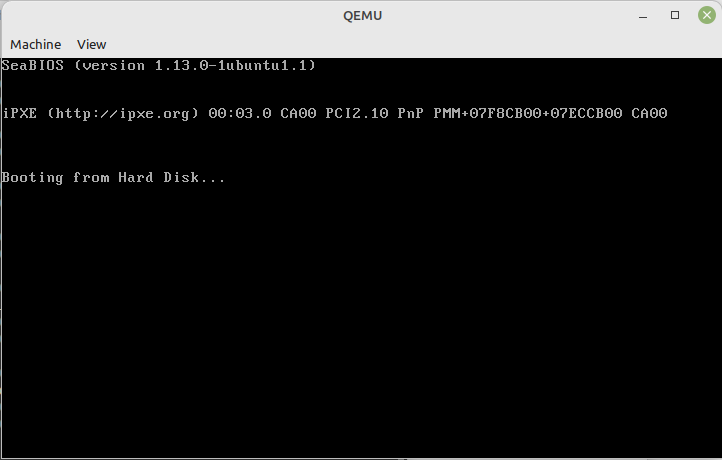 QEMU
Machine View
SeaBIOS (version 1.13.0-1ubuntu1.1)
iPXE (http://ipxe.org) 00:03.0 CA00 PCI2.10 PnP PMM+07F8CB00+07ECCB00 CA00
Booting from Hard Disk...